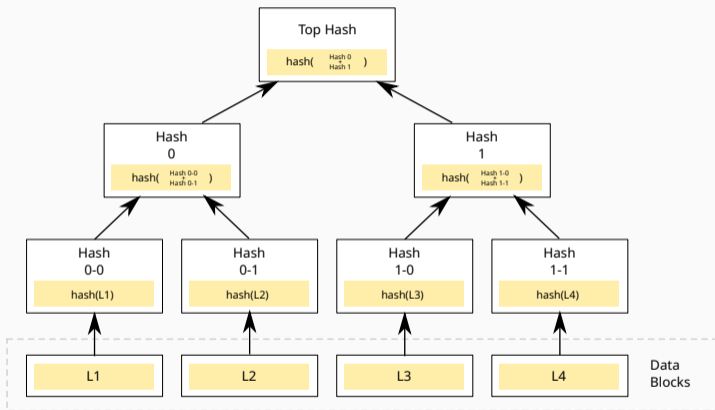 Top Hash
hash( Hash 0 + Hash 1 )
Hash
0
hash( Hash 0-0 + Hash 0-1 )
Hash
1
hash( Hash 1-0 + Hash 1-1 )
Hash
0-0
hash(L1)
Hash
0-1
hash(L2)
Hash
1-0
hash(L3)
Hash
1-1
hash(L4)
L1
L2
L3
L4
Data
Blocks